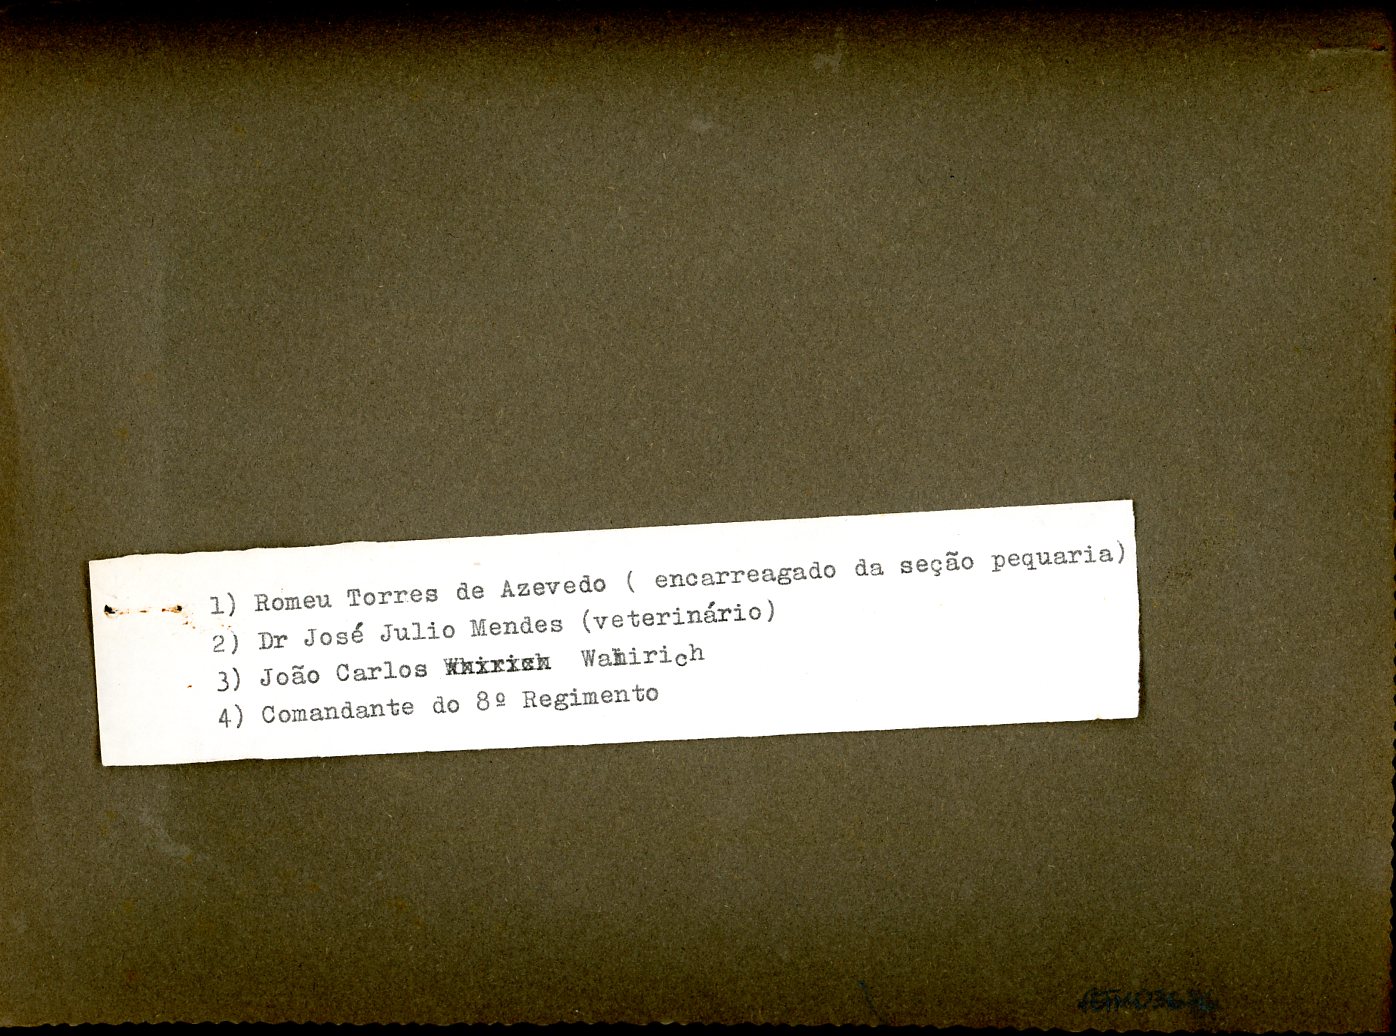 1) Romeu Torres de Azevedo ( encarreagado da seção pequaria)
2) Dr José Julio Mendes (veterinário)
3) João Carlos Wahirich
4) Comandante do 8º Regimento